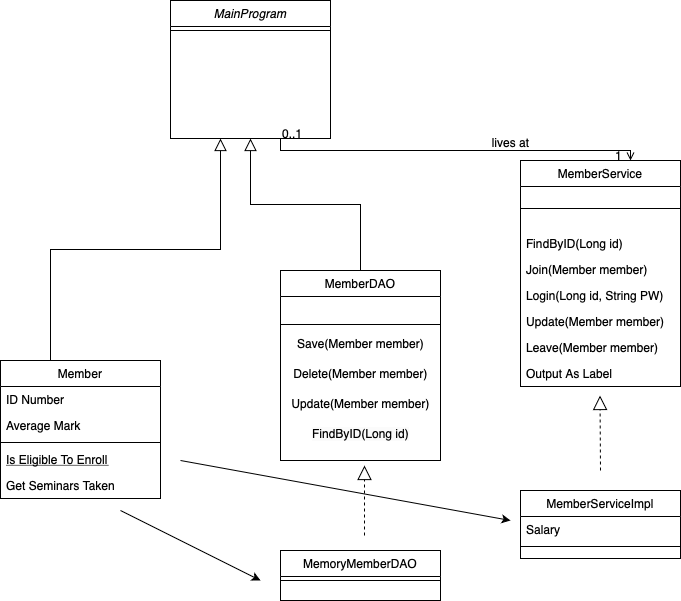 MainProgram
0..1
lives at
1
MemberService
FindByID(Long id)
Join(Member member)
Login(Long id, String PW)
Update(Member member)
Leave(Member member)
Output As Label
MemberDAO
Save(Member member)
Delete(Member member)
Update(Member member)
FindByID(Long id)
Member
ID Number
Average Mark
Is Eligible To Enroll
Get Seminars Taken
MemberServiceImpl
Salary
MemoryMemberDAO